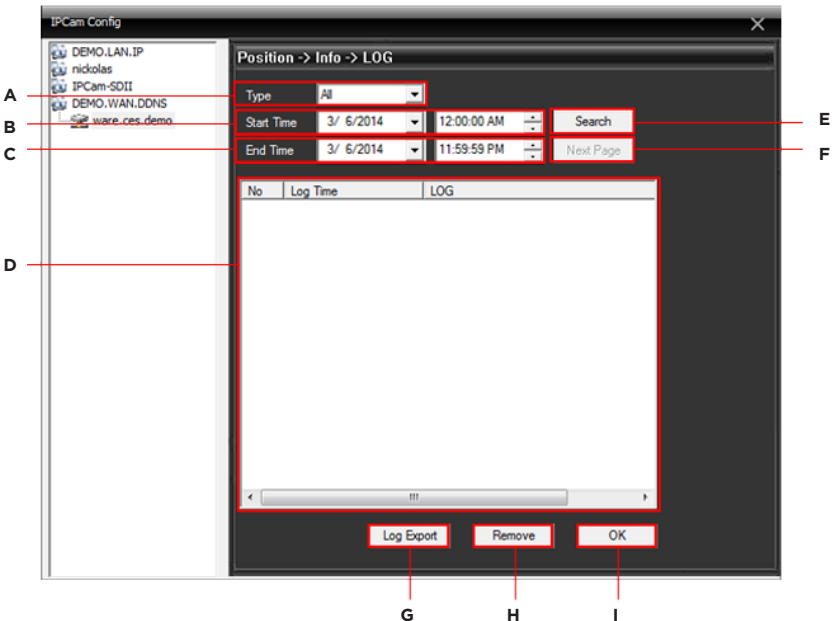 IPCam Config
DEMO.LAN.IP
nickolas
IPCam-SDII
DEMO.WAN.DDNS
ware.ces.demo
Position -> Info -> LOG
A
Type All
B
Start Time 3/ 6/2014 12:00:00 AM Search
E
C
End Time 3/ 6/2014 11:59:59 PM Next Page
F
No Log Time LOG
D
Log Export Remove OK
G H I